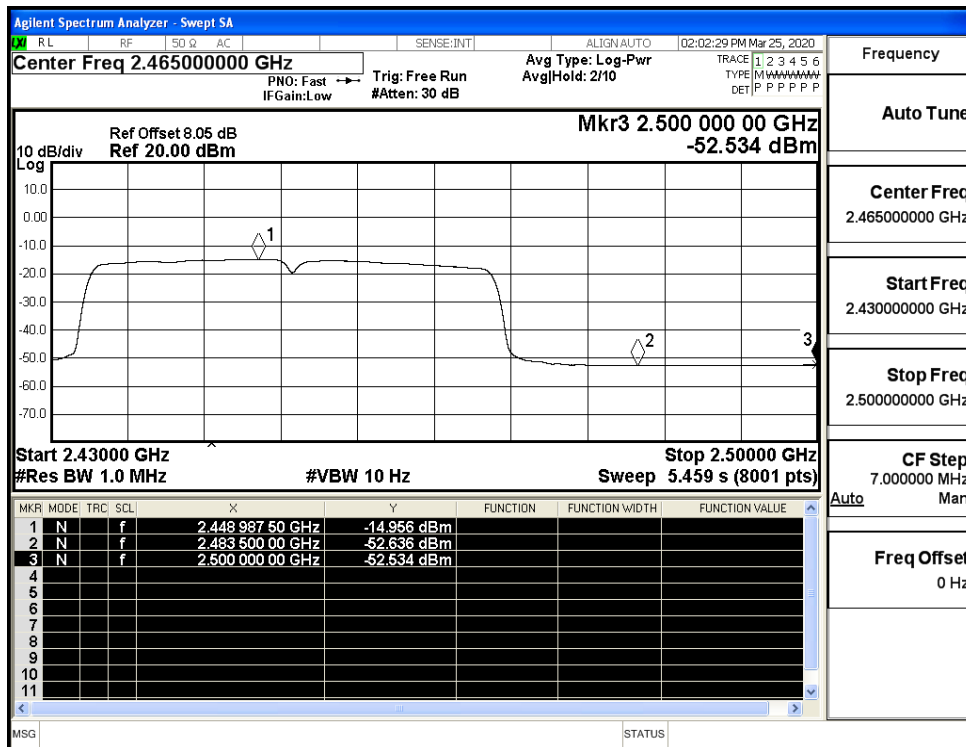 Agilent Spectrum Analyzer - Swept SA
LXI RL RF 50 Ω AC SENSE:INT ALIGN AUTO 02:02:29 PM Mar 25, 2020
Center Freq 2.465000000 GHz
PNO: Fast
IFGain:Low
Trig: Free Run
#Atten: 30 dB
Avg Type: Log-Pwr
Avg|Hold: 2/10
TRACE 1 2 3 4 5 6
TYPE M W W W W W
DET P P P P P P
Frequency
Auto Tune
Center Freq
2.465000000 GHz
Start Freq
2.430000000 GHz
Stop Freq
2.500000000 GHz
CF Step
7.000000 MHz
Auto Man
Freq Offset
0 Hz
Ref Offset 8.05 dB
10 dB/div Ref 20.00 dBm
Log
Mkr3 2.500 000 00 GHz
-52.534 dBm
10.0
0.00
-10.0
-20.0
-30.0
-40.0
-50.0
-60.0
-70.0
1
2
3
Start 2.43000 GHz Stop 2.50000 GHz
#Res BW 1.0 MHz #VBW 10 Hz Sweep 5.459 s (8001 pts)
MKR MODE TRC SCL X Y FUNCTION FUNCTION WIDTH FUNCTION VALUE
1 N f 2.448 987 50 GHz -14.956 dBm
2 N f 2.483 500 00 GHz -52.636 dBm
3 N f 2.500 000 00 GHz -52.534 dBm
4
5
6
7
8
9
10
11
MSG STATUS